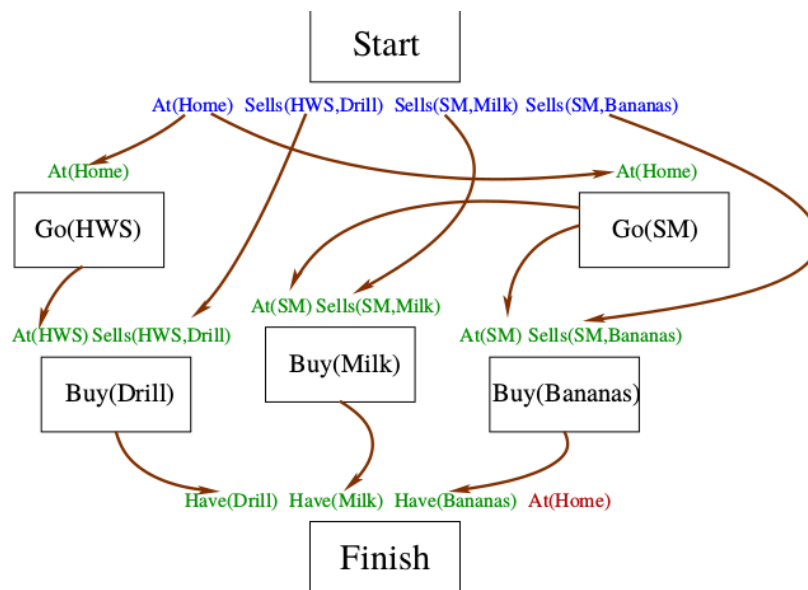 Start
At(Home) Sells(HWS,Drill) Sells(SM,Milk) Sells(SM,Bananas)
At(Home) At(Home)
Go(HWS) Go(SM)
At(SM) Sells(SM,Milk)
At(HWS) Sells(HWS,Drill) At(SM) Sells(SM,Bananas)
Buy(Milk)
Buy(Drill) Buy(Bananas)
Have(Drill) Have(Milk) Have(Bananas) At(Home)
Finish